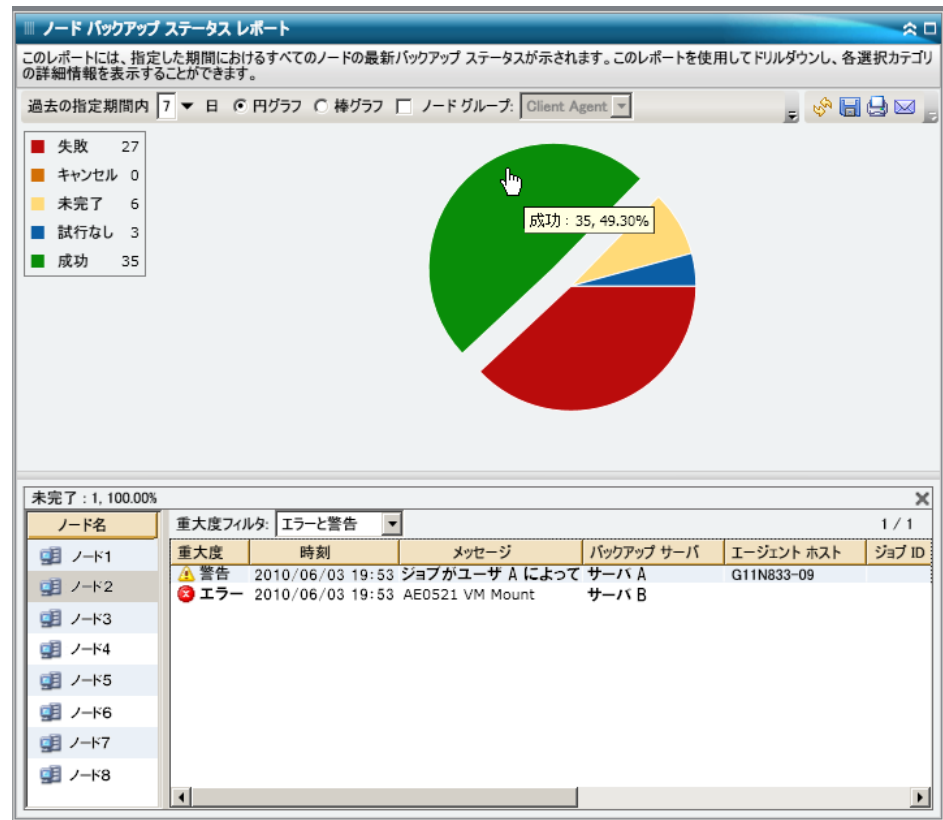 ノード バックアップ ステータス レポート
このレポートには、指定した期間におけるすべてのノードの最新バックアップ ステータスが示されます。このレポートを使用してドリルダウンし、各選択カテゴリ
の詳細情報を表示することができます。
過去の指定期間内 7 日 円グラフ 棒グラフ ノード グループ: Client Agent
失敗 27
キャンセル 0
未完了 6
試行なし 3
成功 35
成功 : 35, 49.30%
未完了 : 1, 100.00%
ノード名
ノード1
ノード2
ノード3
ノード4
ノード5
ノード6
ノード7
ノード8
重大度フィルタ: エラーと警告 1 / 1
重大度 時刻 メッセージ バックアップ サーバ エージェント ホスト ジョブ ID
警告 2010/06/03 19:53 ジョブがユーザ A によって サーバ A G11N833-09
エラー 2010/06/03 19:53 AE0521 VM Mount サーバ B